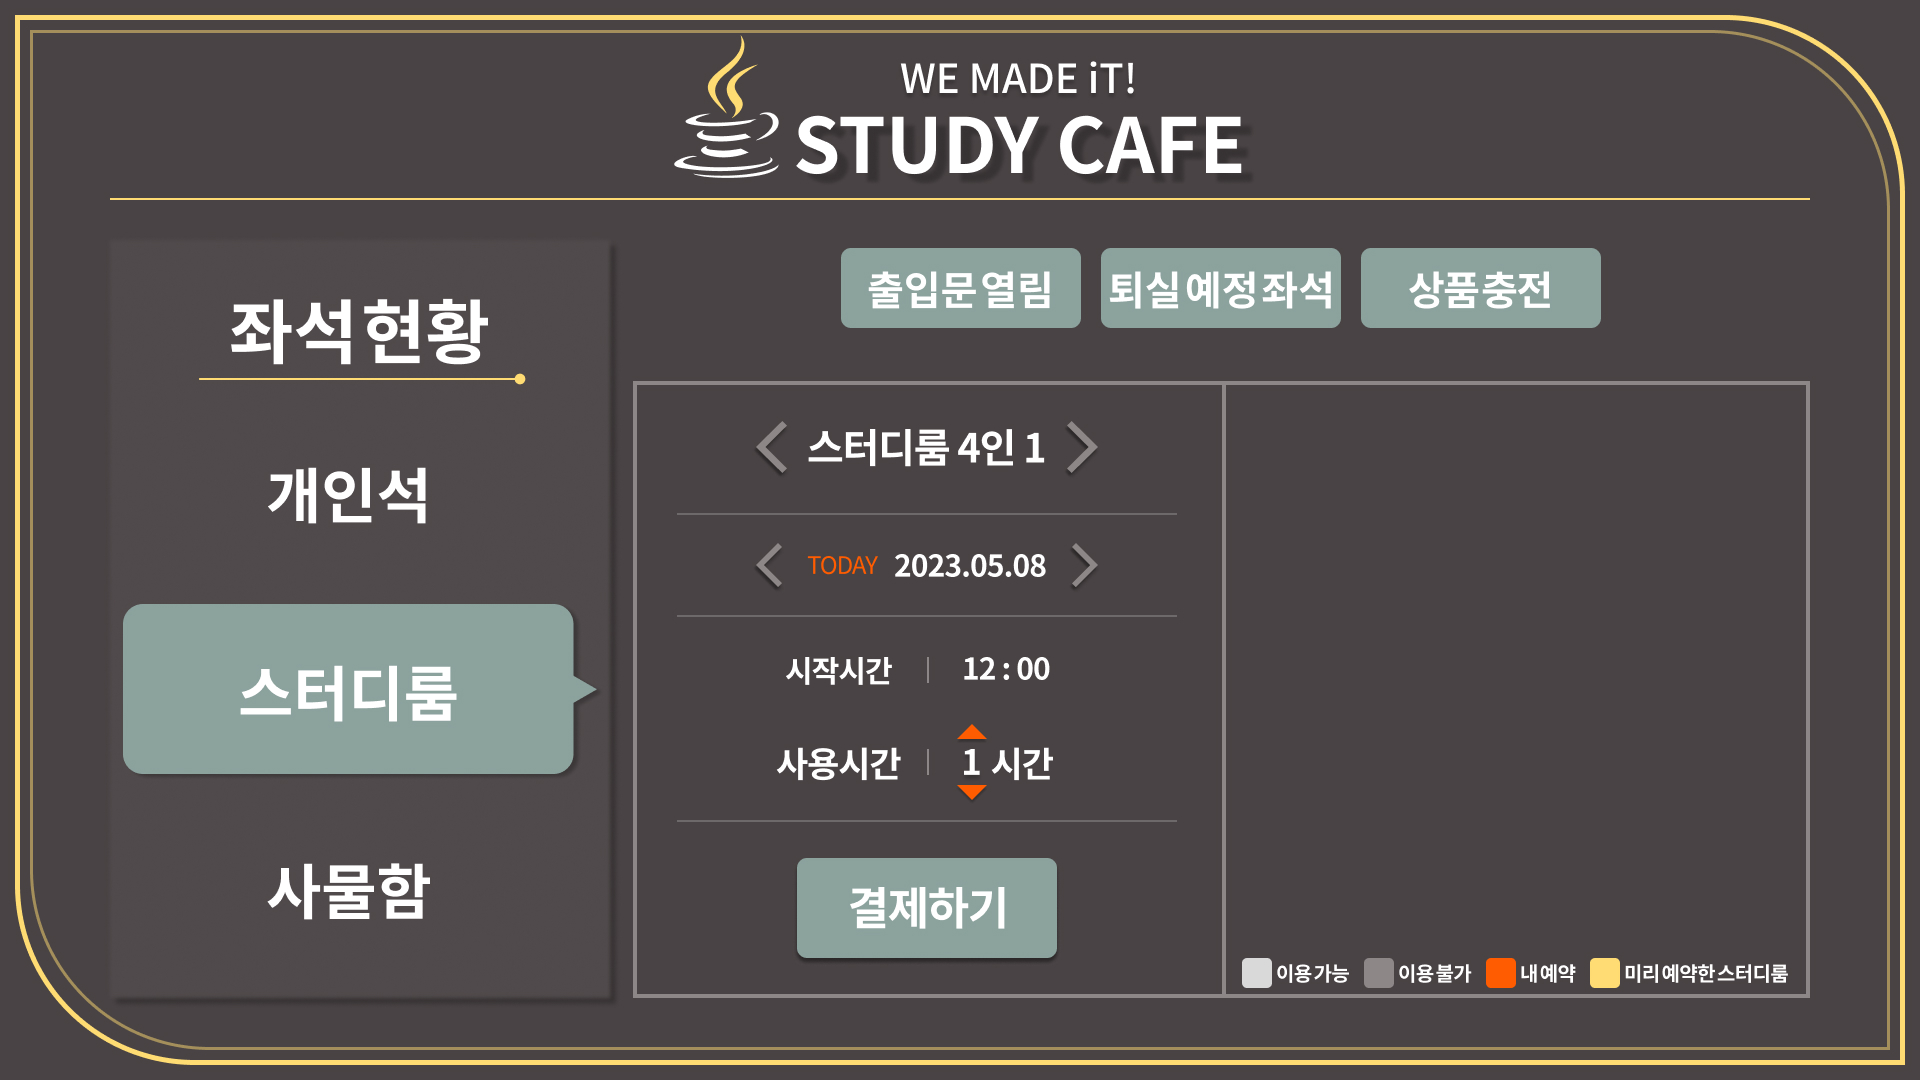 WE MADE iT!
STUDY CAFE
좌석현황
개인석
스터디룸
사물함
출입문 열림
퇴실 예정 좌석
상품 충전
스터디룸 4인 1
TODAY 2023.05.08
시작시간 | 12 : 00
사용시간 | 1 시간
결제하기
이용 가능 이용 불가 내 예약 미리 예약한 스터디룸